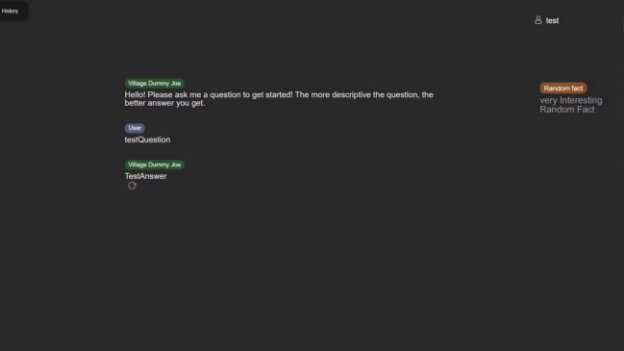 History
test
Village Dummy Joe
Hello! Please ask me a question to get started! The more descriptive the question, the
better answer you get.
User
testQuestion
Village Dummy Joe
TestAnswer
Random fact
very Interesting
Random Fact